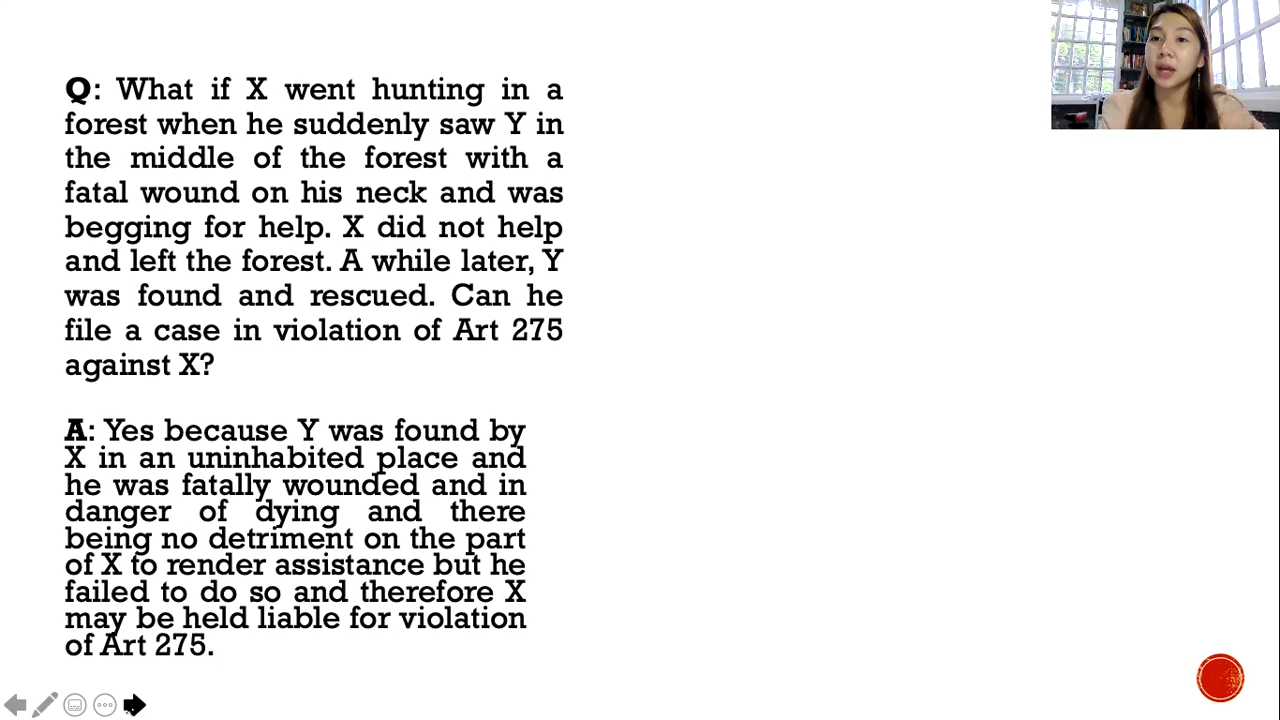 Q: What if X went hunting in a
forest when he suddenly saw Y in
the middle of the forest with a
fatal wound on his neck and was
begging for help. X did not help
and left the forest. A while later, Y
was found and rescued. Can he
file a case in violation of Art 275
against X?
A: Yes because Y was found by
X in an uninhabited place and
he was fatally wounded and in
danger of dying and there
being no detriment on the part
of X to render assistance but he
failed to do so and therefore X
may be held liable for violation
of Art 275.